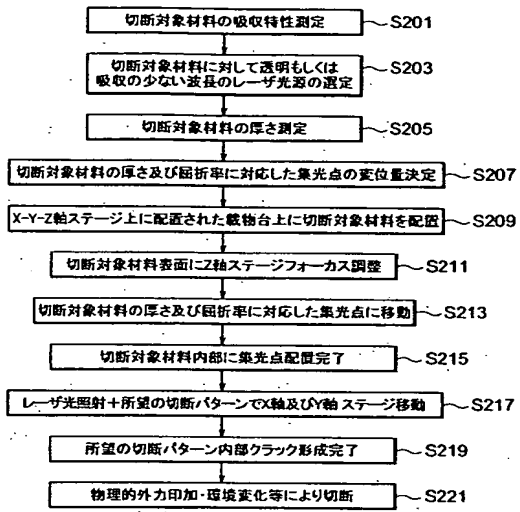 切断対象材料の吸収特性測定 S201
切断対象材料に対して透明もしくは
吸収の少ない波長のレーザ光源の選定 S203
切断対象材料の厚さ測定 S205
切断対象材料の厚さ及び屈折率に対応した集光点の変位量決定 S207
X-Y-Z軸ステージ上に配置された載物台上に切断対象材料を配置 S209
切断対象材料表面にZ軸ステージフォーカス調整 S211
切断対象材料の厚さ及び屈折率に対応した集光点に移動 S213
切断対象材料内部に集光点配置完了 S215
レーザ光照射+所望の切断パターンでX軸及びY軸ステージ移動 S217
所望の切断パターン内部クラック形成完了 S219
物理的外力印加・環境変化等により切断 S221